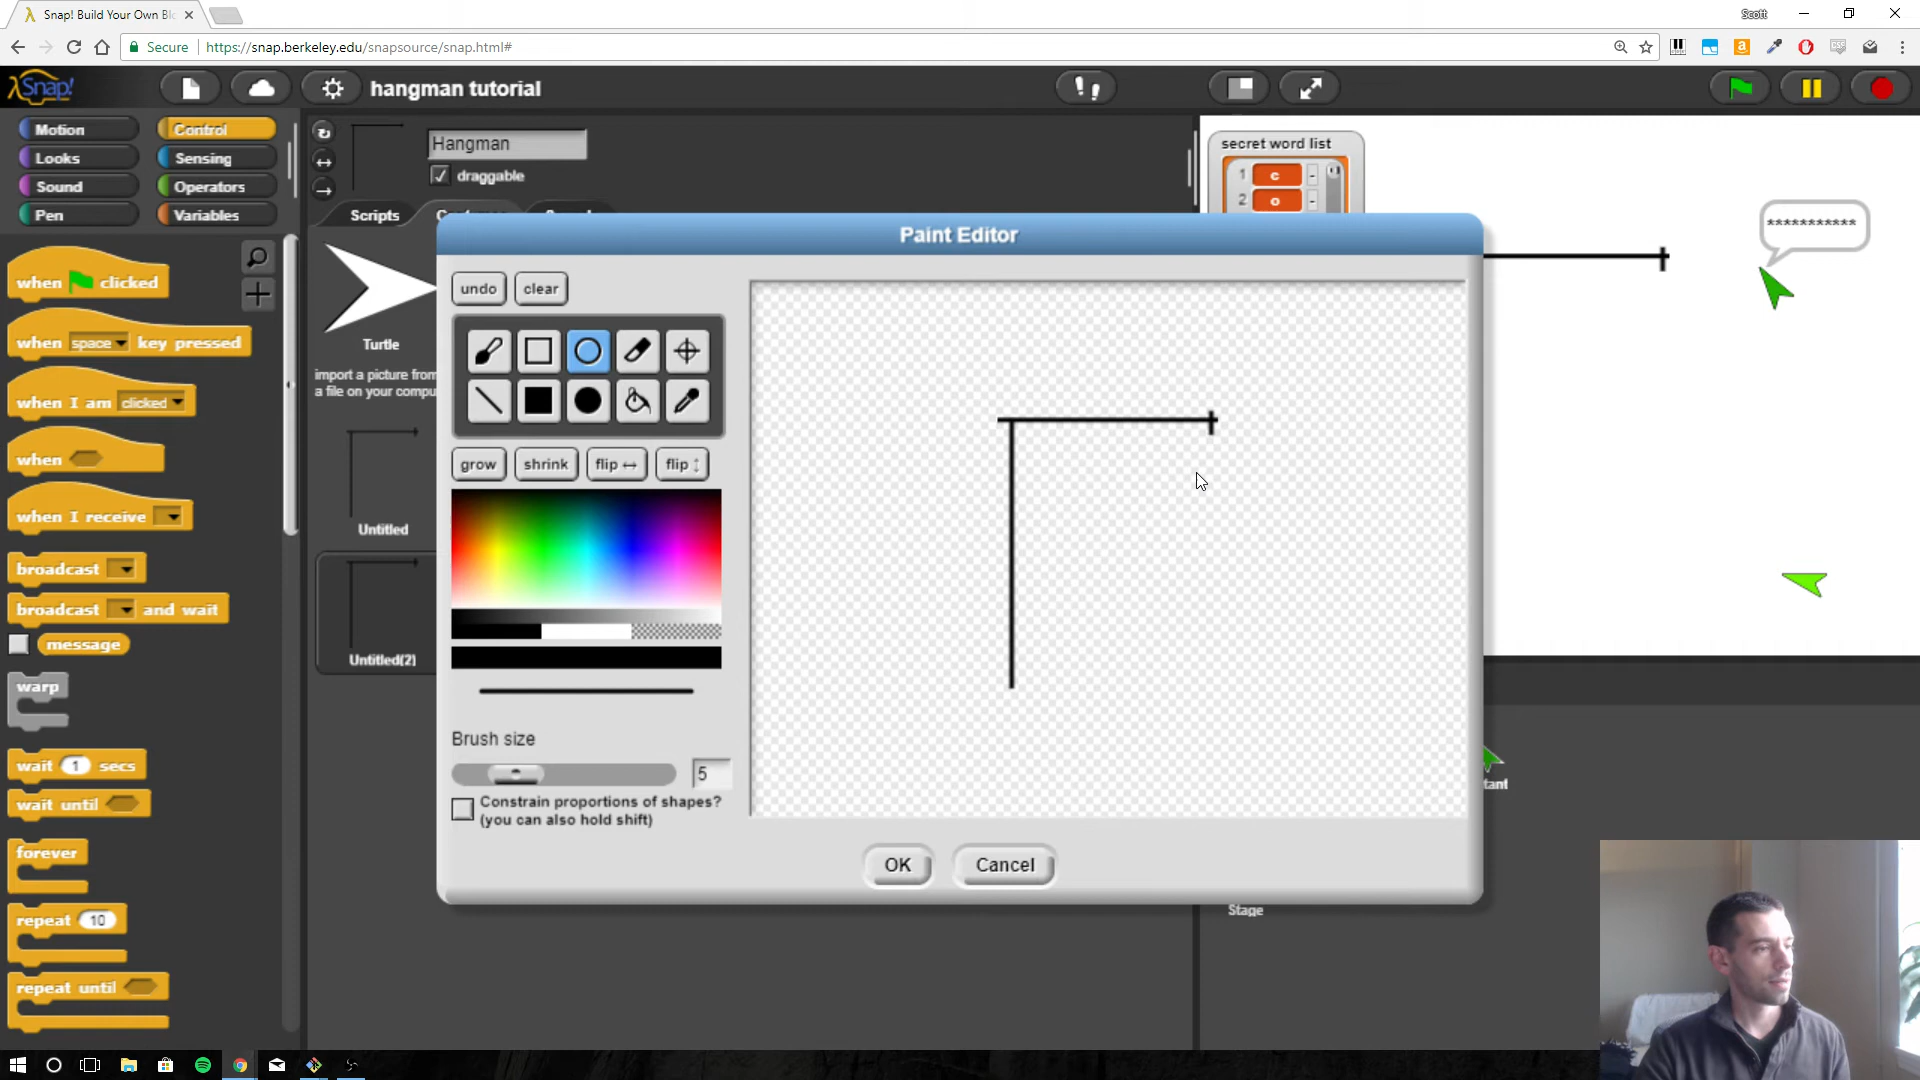 Snap! Build Your Own Bl
Scott
Secure
https://snap.berkeley.edu/snapsource/snap.html#
Snap!
hangman tutorial
Motion
Control
Looks
Sensing
Sound
Operators
Pen
Variables
Hangman
draggable
Scripts
secret word list
1 c -
2 o -
***********
when clicked
when space key pressed
when I am clicked
when
when I receive
broadcast
broadcast and wait
message
warp
wait 1 secs
wait until
forever
repeat 10
repeat until
Turtle
import a picture from
a file on your compu
Untitled
Untitled(2)
Paint Editor
undo
clear
grow
shrink
flip ↔
flip ↕
Brush size
5
Constrain proportions of shapes?
(you can also hold shift)
OK
Cancel
tant
Stage